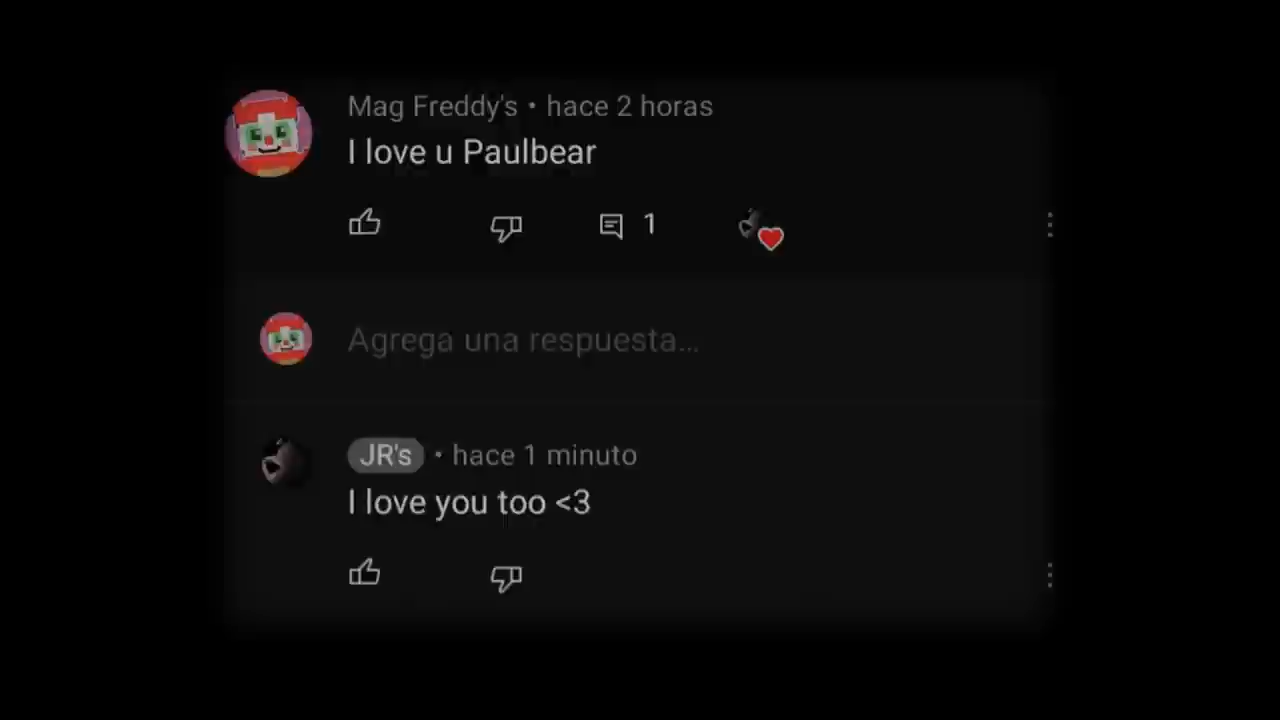 Mag Freddy's • hace 2 horas
I love u Paulbear
1
Agrega una respuesta...
JR's • hace 1 minuto
I love you too <3